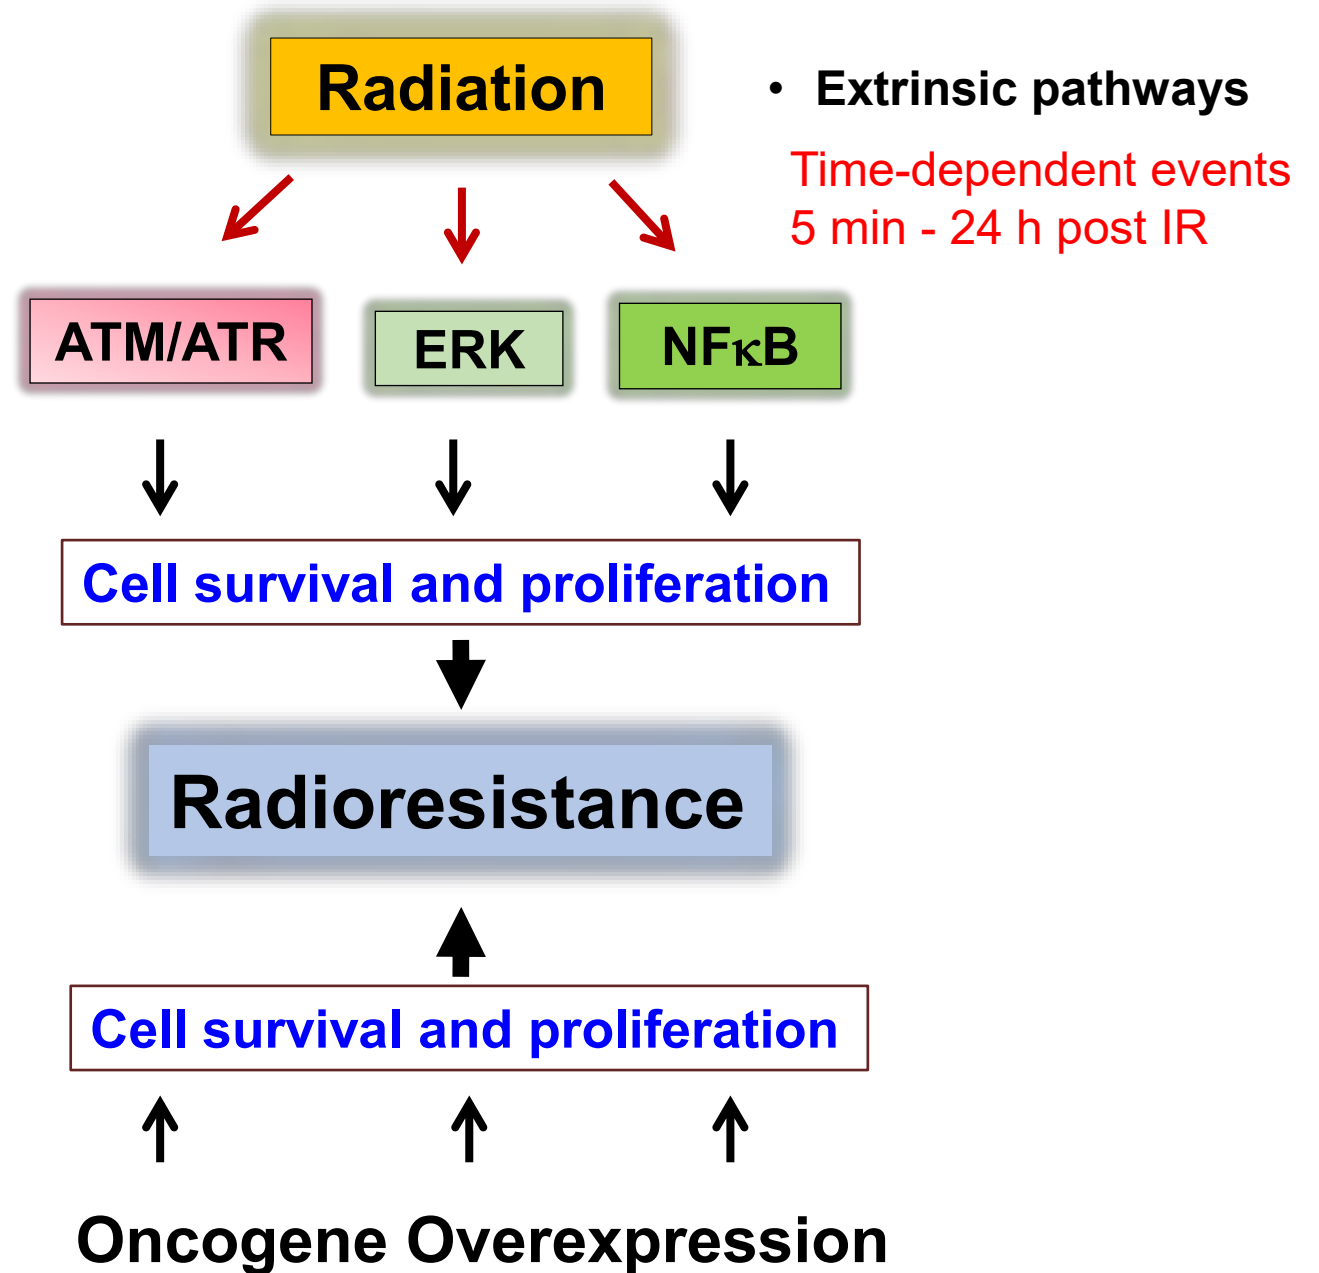 Radiation
• Extrinsic pathways
Time-dependent events
5 min - 24 h post IR
ATM/ATR
ERK
NFκB
Cell survival and proliferation
Radioresistance
Cell survival and proliferation
Oncogene Overexpression